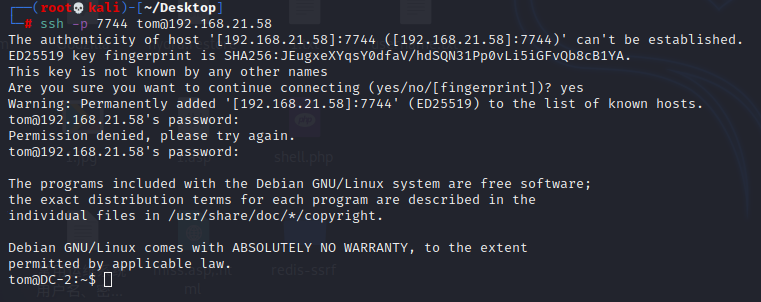 ┌──(root💀kali)-[~/Desktop]
└─# ssh -p 7744 tom@192.168.21.58
The authenticity of host '[192.168.21.58]:7744 ([192.168.21.58]:7744)' can't be established.
ED25519 key fingerprint is SHA256:JEugxeXYqsY0dfaV/hdSQN31Pp0vLi5iGFvQb8cB1YA.
This key is not known by any other names
Are you sure you want to continue connecting (yes/no/[fingerprint])? yes
Warning: Permanently added '[192.168.21.58]:7744' (ED25519) to the list of known hosts.
tom@192.168.21.58's password:
Permission denied, please try again.
tom@192.168.21.58's password:
shell.php
The programs included with the Debian GNU/Linux system are free software;
the exact distribution terms for each program are described in the
individual files in /usr/share/doc/*/copyright.
Debian GNU/Linux comes with ABSOLUTELY NO WARRANTY, to the extent
permitted by applicable law.
tom@DC-2:~$
redis-ssrf